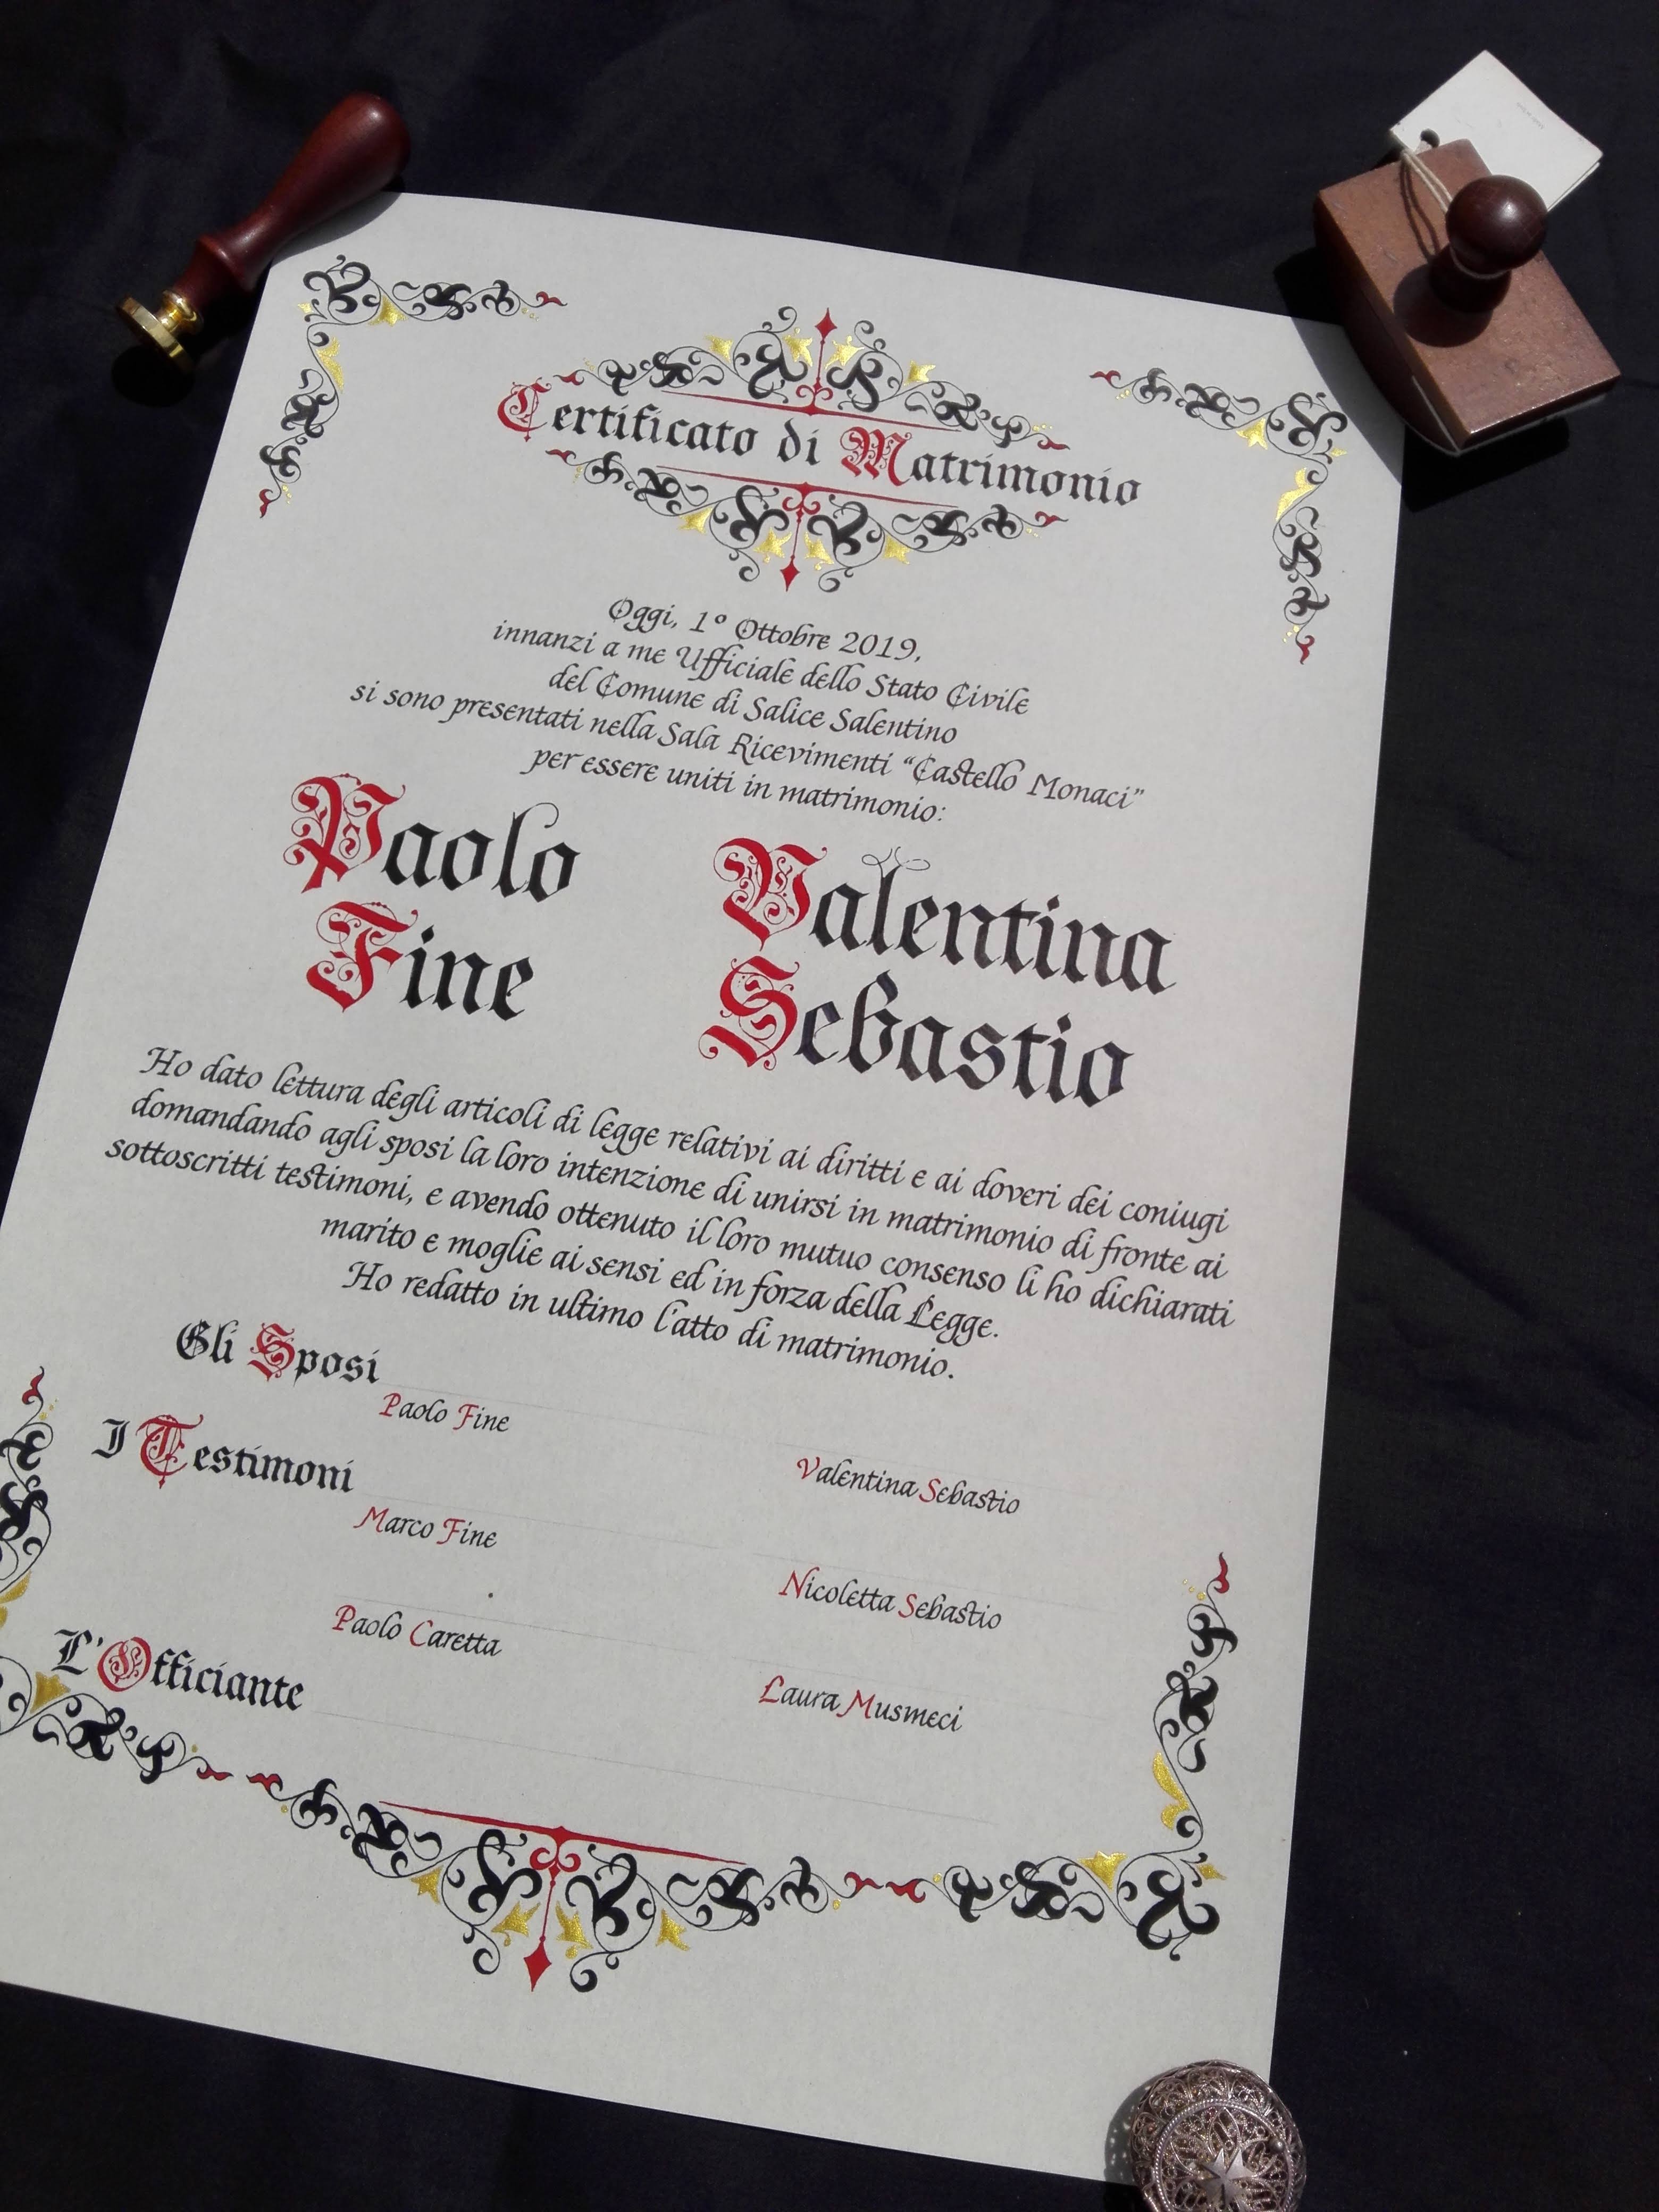 Certificato di Matrimonio
Oggi, 1° Ottobre 2019,
innanzi a me Ufficiale dello Stato Civile
del Comune di Salice Salentino
si sono presentati nella Sala Ricevimenti “Castello Monaci”
per essere uniti in matrimonio:
Paolo
Fine
Valentina
Sebastio
Ho dato lettura degli articoli di legge relativi ai diritti e ai doveri dei coniugi
domandando agli sposi la loro intenzione di unirsi in matrimonio di fronte ai
sottoscritti testimoni, e avendo ottenuto il loro mutuo consenso li ho dichiarati
marito e moglie ai sensi ed in forza della Legge.
Ho redatto in ultimo l'atto di matrimonio.
Gli Sposi
Paolo Fine
Valentina Sebastio
I Testimoni
Marco Fine
Nicoletta Sebastio
Paolo Caretta
Laura Musmeci
L'Officiante